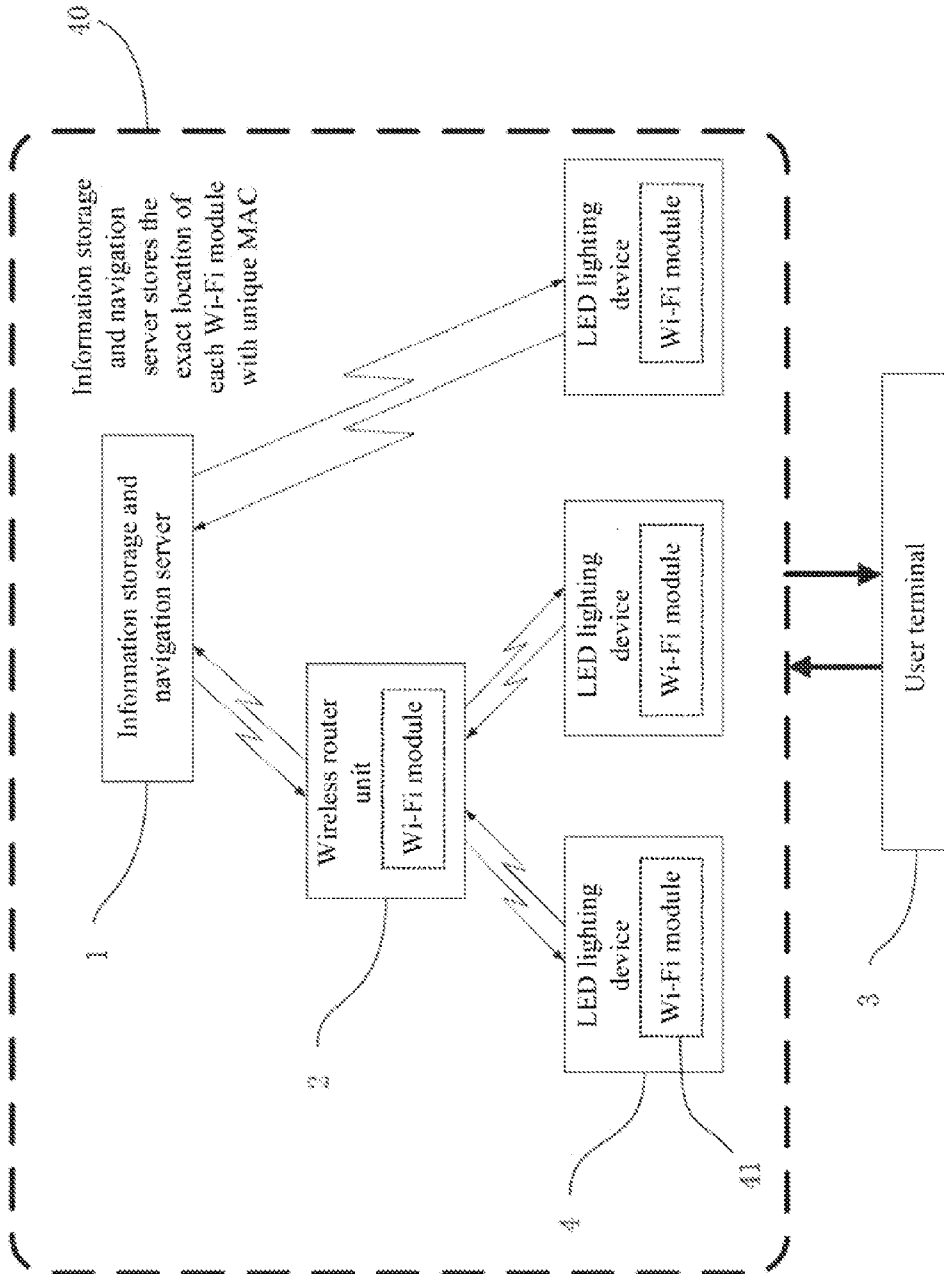 40
Information storage
and navigation
server stores the
exact location of
each Wi-Fi module
with unique MAC
Information storage and
navigation server
1
Wireless router
unit
Wi-Fi module
2
LED lighting
device
Wi-Fi module
4
41
LED lighting
device
Wi-Fi module
LED lighting
device
Wi-Fi module
User terminal
3